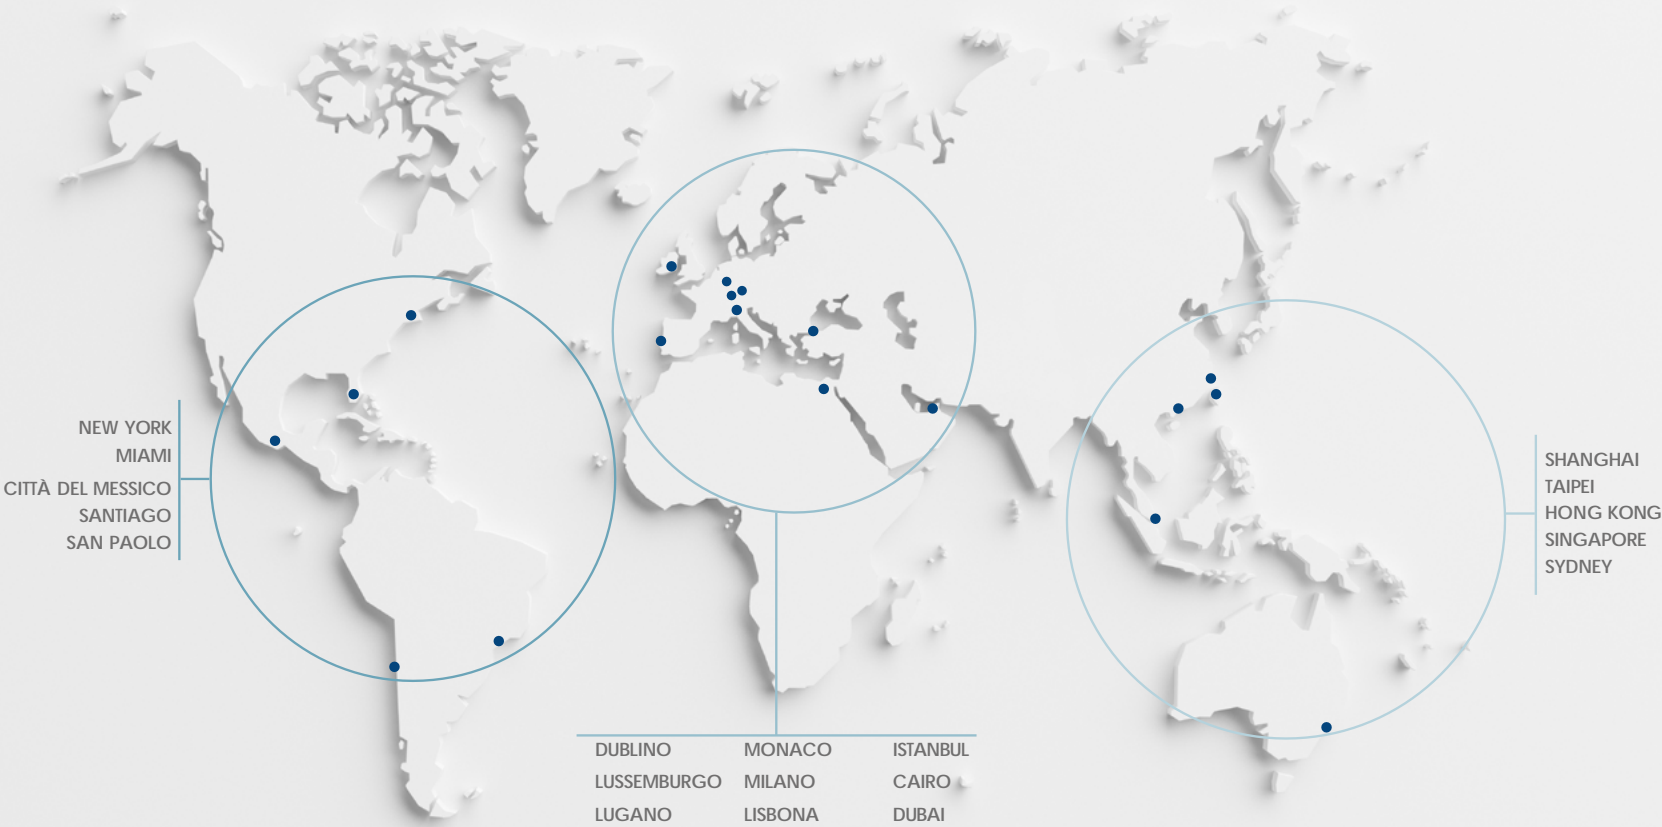 NEW YORK
MIAMI
CITTÀ DEL MESSICO
SANTIAGO
SAN PAOLO
DUBLINO MONACO ISTANBUL
LUSSEMBURGO MILANO CAIRO
LUGANO LISBONA DUBAI
SHANGHAI
TAIPEI
HONG KONG
SINGAPORE
SYDNEY